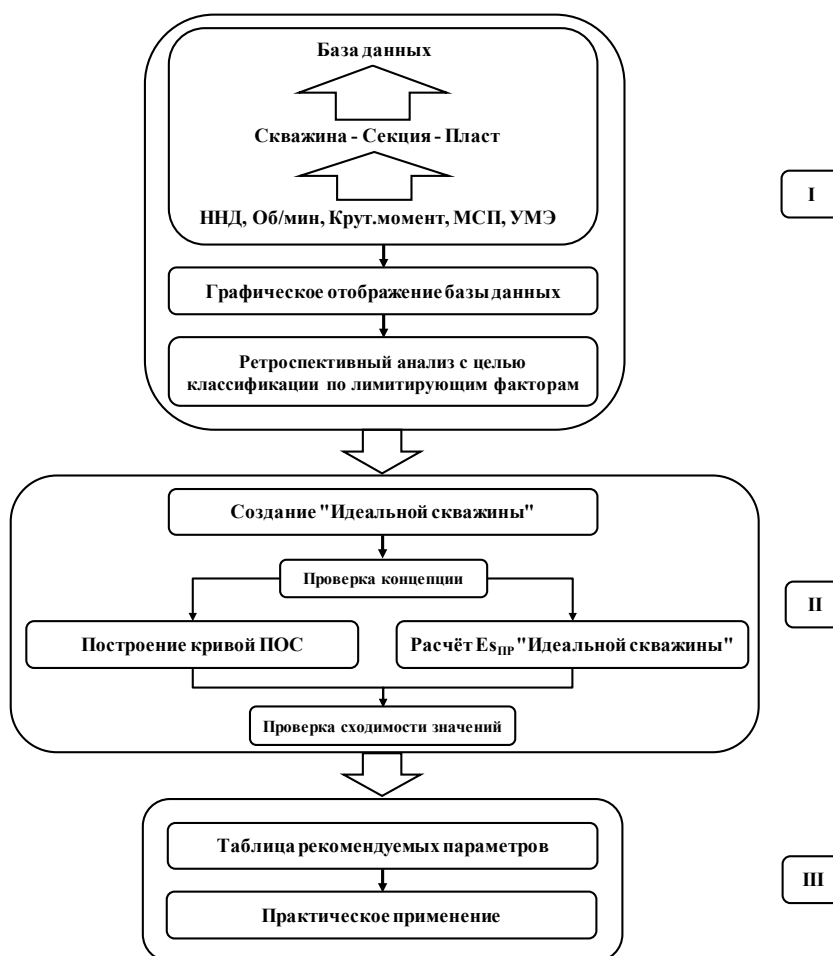 База данных
Скважина - Секция - Пласт
ННД, Об/мин, Крут.момент, МСП, УМЭ
I
Графическое отображение базы данных
Ретроспективный анализ с целью
классификации по лимитирующим факторам
Создание "Идеальной скважины"
Проверка концепции
II
Построение кривой ПОС
Расчёт EsПР "Идеальной скважины"
Проверка сходимости значений
Таблица рекомендуемых параметров
III
Практическое применение